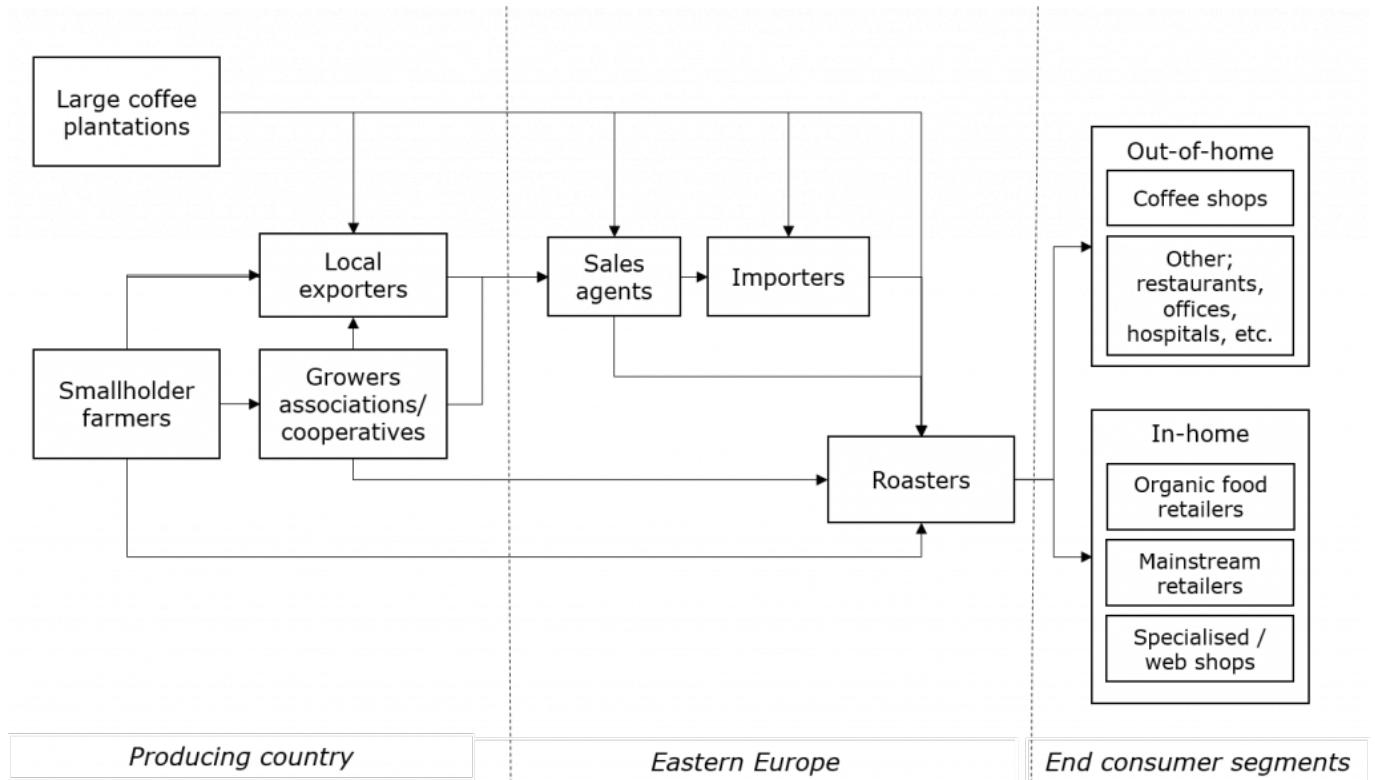 Large coffee
plantations
Local
exporters
Smallholder
farmers
Growers
associations/
cooperatives
Sales
agents
Importers
Roasters
Out-of-home
Coffee shops
Other;
restaurants,
offices,
hospitals, etc.
In-home
Organic food
retailers
Mainstream
retailers
Specialised /
web shops
Producing country
Eastern Europe
End consumer segments